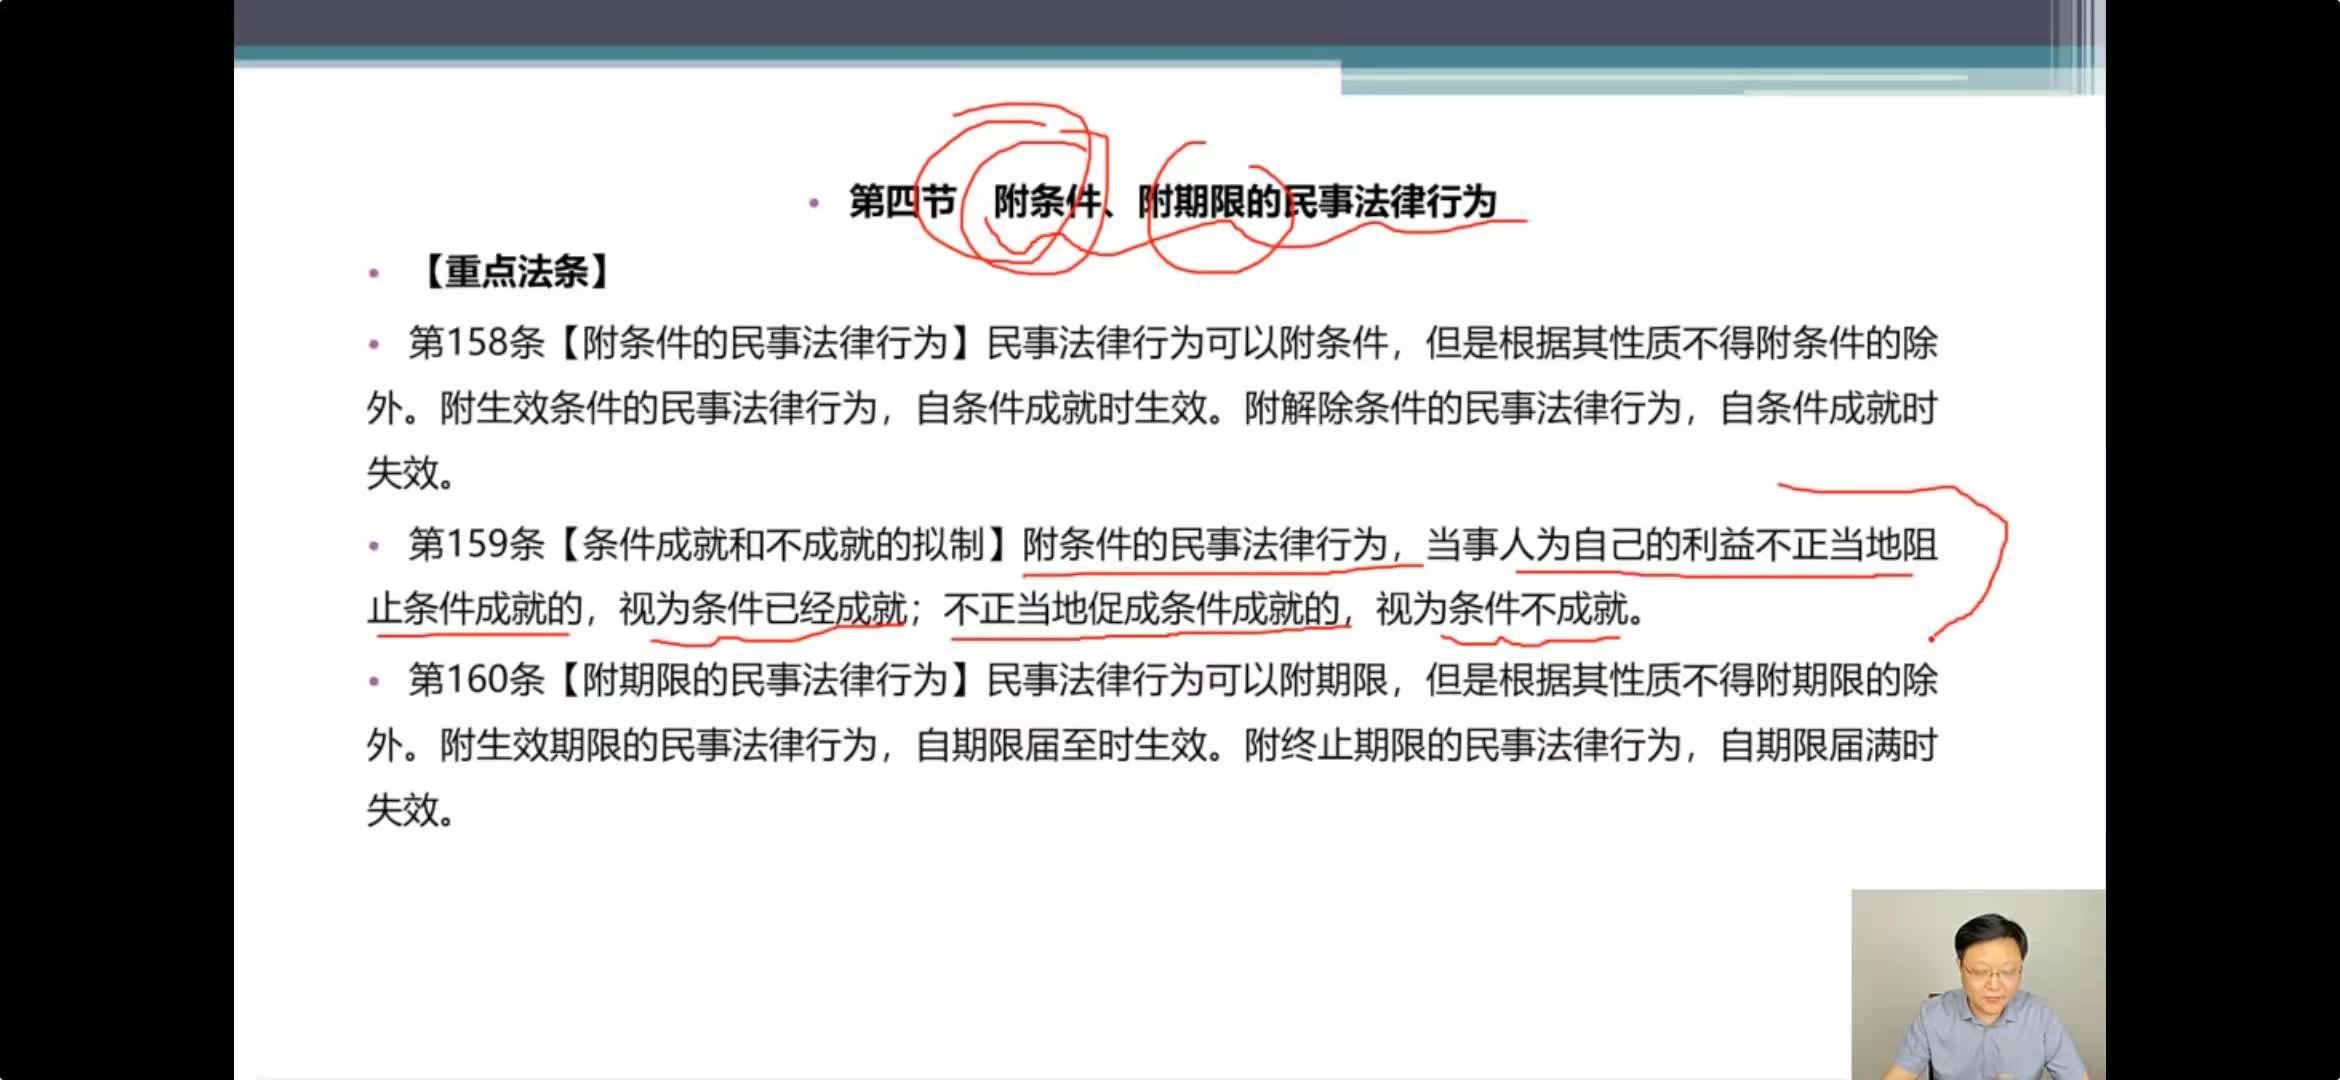 第四节　附条件、附期限的民事法律行为
【重点法条】
第158条【附条件的民事法律行为】民事法律行为可以附条件，但是根据其性质不得附条件的除
外。附生效条件的民事法律行为，自条件成就时生效。附解除条件的民事法律行为，自条件成就时
失效。
第159条【条件成就和不成就的拟制】附条件的民事法律行为，当事人为自己的利益不正当地阻
止条件成就的，视为条件已经成就；不正当地促成条件成就的，视为条件不成就。
第160条【附期限的民事法律行为】民事法律行为可以附期限，但是根据其性质不得附期限的除
外。附生效期限的民事法律行为，自期限届至时生效。附终止期限的民事法律行为，自期限届满时
失效。